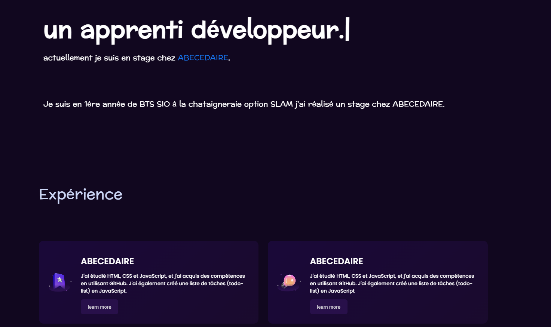 un apprenti développeur.|
actuellement je suis en stage chez ABECEDAIRE,
Je suis en 1ère année de BTS SIO à la chataigneraie option SLAM j'ai réalisé un stage chez ABECEDAIRE.
Expérience
ABECEDAIRE
J'ai étudié HTML CSS et JavaScript, et j'ai acquis des compétences
en utilisant GitHub. J'ai également créé une liste de tâches (todo-
list) en JavaScript.
learn more
ABECEDAIRE
J'ai étudié HTML CSS et JavaScript, et j'ai acquis des compétences
en utilisant GitHub. J'ai également créé une liste de tâches (todo-
list) en JavaScript
learn more